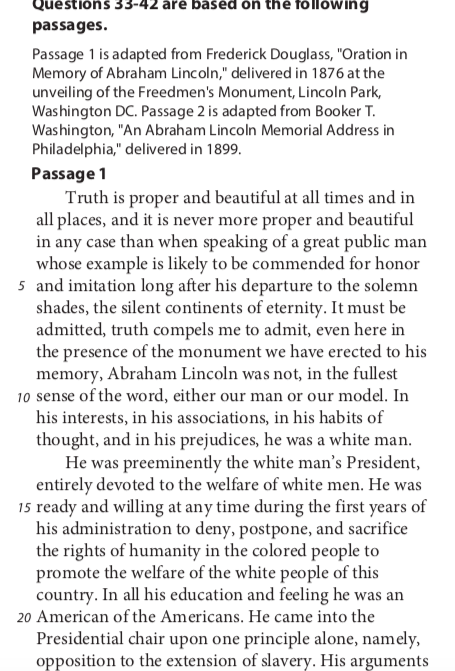 Questions 33-42 are based on the following
passages.
Passage 1 is adapted from Frederick Douglass, "Oration in
Memory of Abraham Lincoln," delivered in 1876 at the
unveiling of the Freedmen's Monument, Lincoln Park,
Washington DC. Passage 2 is adapted from Booker T.
Washington, "An Abraham Lincoln Memorial Address in
Philadelphia," delivered in 1899.
Passage 1
Truth is proper and beautiful at all times and in
all places, and it is never more proper and beautiful
in any case than when speaking of a great public man
whose example is likely to be commended for honor
5 and imitation long after his departure to the solemn
shades, the silent continents of eternity. It must be
admitted, truth compels me to admit, even here in
the presence of the monument we have erected to his
memory, Abraham Lincoln was not, in the fullest
10 sense of the word, either our man or our model. In
his interests, in his associations, in his habits of
thought, and in his prejudices, he was a white man.
He was preeminently the white man’s President,
entirely devoted to the welfare of white men. He was
15 ready and willing at any time during the first years of
his administration to deny, postpone, and sacrifice
the rights of humanity in the colored people to
promote the welfare of the white people of this
country. In all his education and feeling he was an
20 American of the Americans. He came into the
Presidential chair upon one principle alone, namely,
opposition to the extension of slavery. His arguments